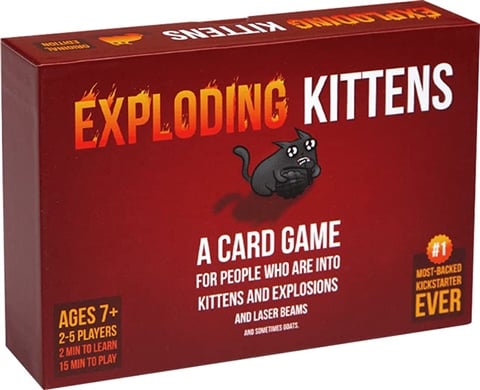 ORIGINAL
EDITION
EXPLODING KITTENS
EXPLODING KITTENS
A CARD GAME
FOR PEOPLE WHO ARE INTO
KITTENS AND EXPLOSIONS
AND LASER BEAMS
AND SOMETIMES GOATS.
AGES 7+
2-5 PLAYERS
2 MIN TO LEARN
15 MIN TO PLAY
#1
MOST-BACKED
KICKSTARTER
EVER